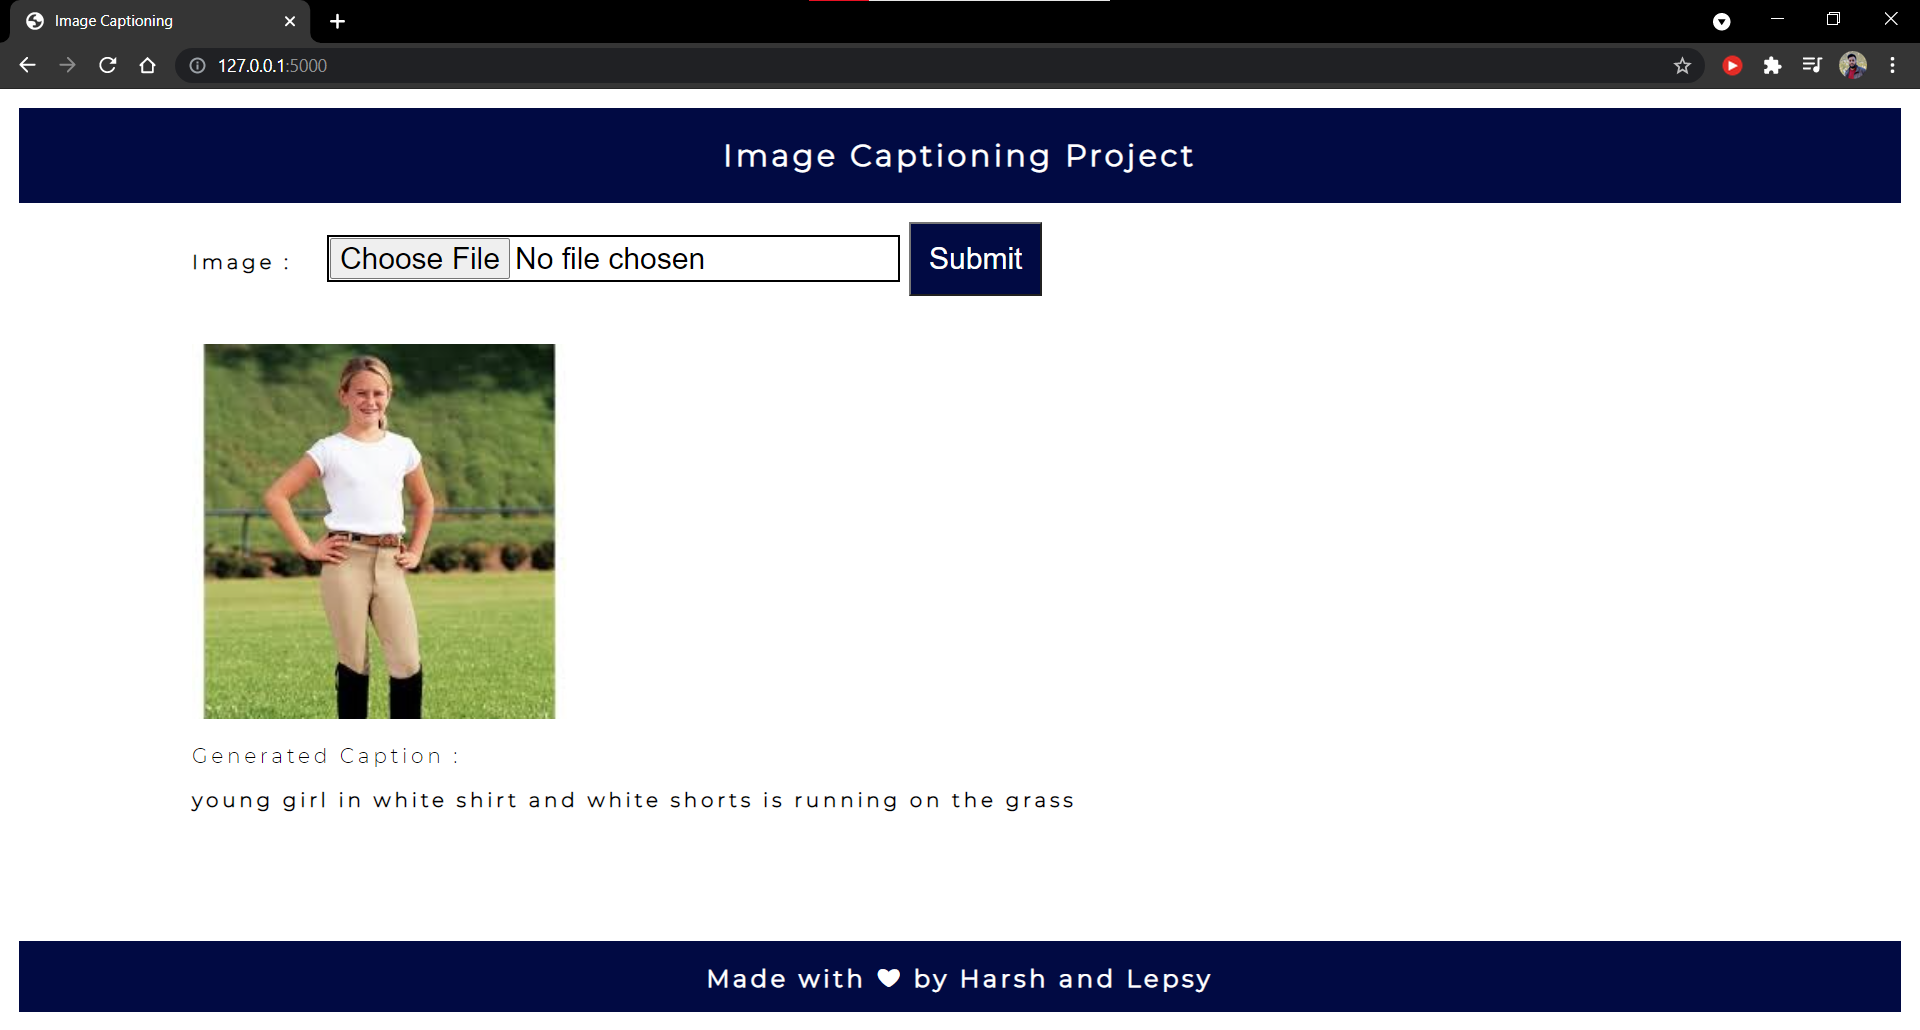 Image Captioning
127.0.0.1:5000
Image Captioning Project
Image :
Choose File No file chosen
Submit
Generated Caption :
young girl in white shirt and white shorts is running on the grass
Made with ♥ by Harsh and Lepsy